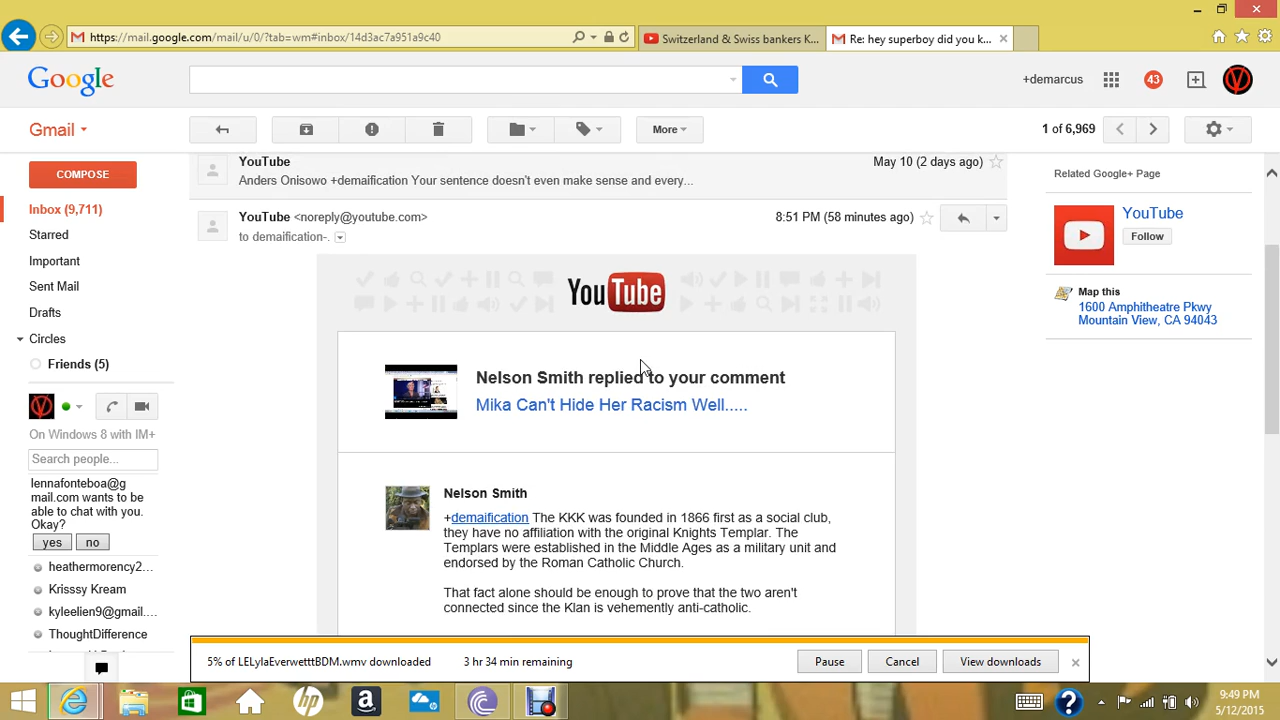 https://mail.google.com/mail/u/0/?tab=wm#inbox/14d3ac7a951a9c40
Switzerland & Swiss bankers K...
Re: hey superboy did you k...
Google
+demarcus
43
Gmail
More
1 of 6,969
COMPOSE
Inbox (9,711)
Starred
Important
Sent Mail
Drafts
Circles
Friends (5)
On Windows 8 with IM+
Search people...
lennafonteboa@g
mail.com wants to be
able to chat with you.
Okay?
yes no
heathermorency2...
Krisssy Kream
kyleelien9@gmail....
ThoughtDifference
YouTube
May 10 (2 days ago)
Anders Onisowo +demaification Your sentence doesn't even make sense and every...
YouTube <noreply@youtube.com>
8:51 PM (58 minutes ago)
to demaification-.
YouTube
Nelson Smith replied to your comment
Mika Can't Hide Her Racism Well.....
Nelson Smith
+demaification The KKK was founded in 1866 first as a social club,
they have no affiliation with the original Knights Templar. The
Templars were established in the Middle Ages as a military unit and
endorsed by the Roman Catholic Church.
That fact alone should be enough to prove that the two aren't
connected since the Klan is vehemently anti-catholic.
Related Google+ Page
YouTube
Follow
Map this
1600 Amphitheatre Pkwy
Mountain View, CA 94043
5% of LELylaEverwetttBDM.wmv downloaded
3 hr 34 min remaining
Pause
Cancel
View downloads
hp
a
9:49 PM
5/12/2015